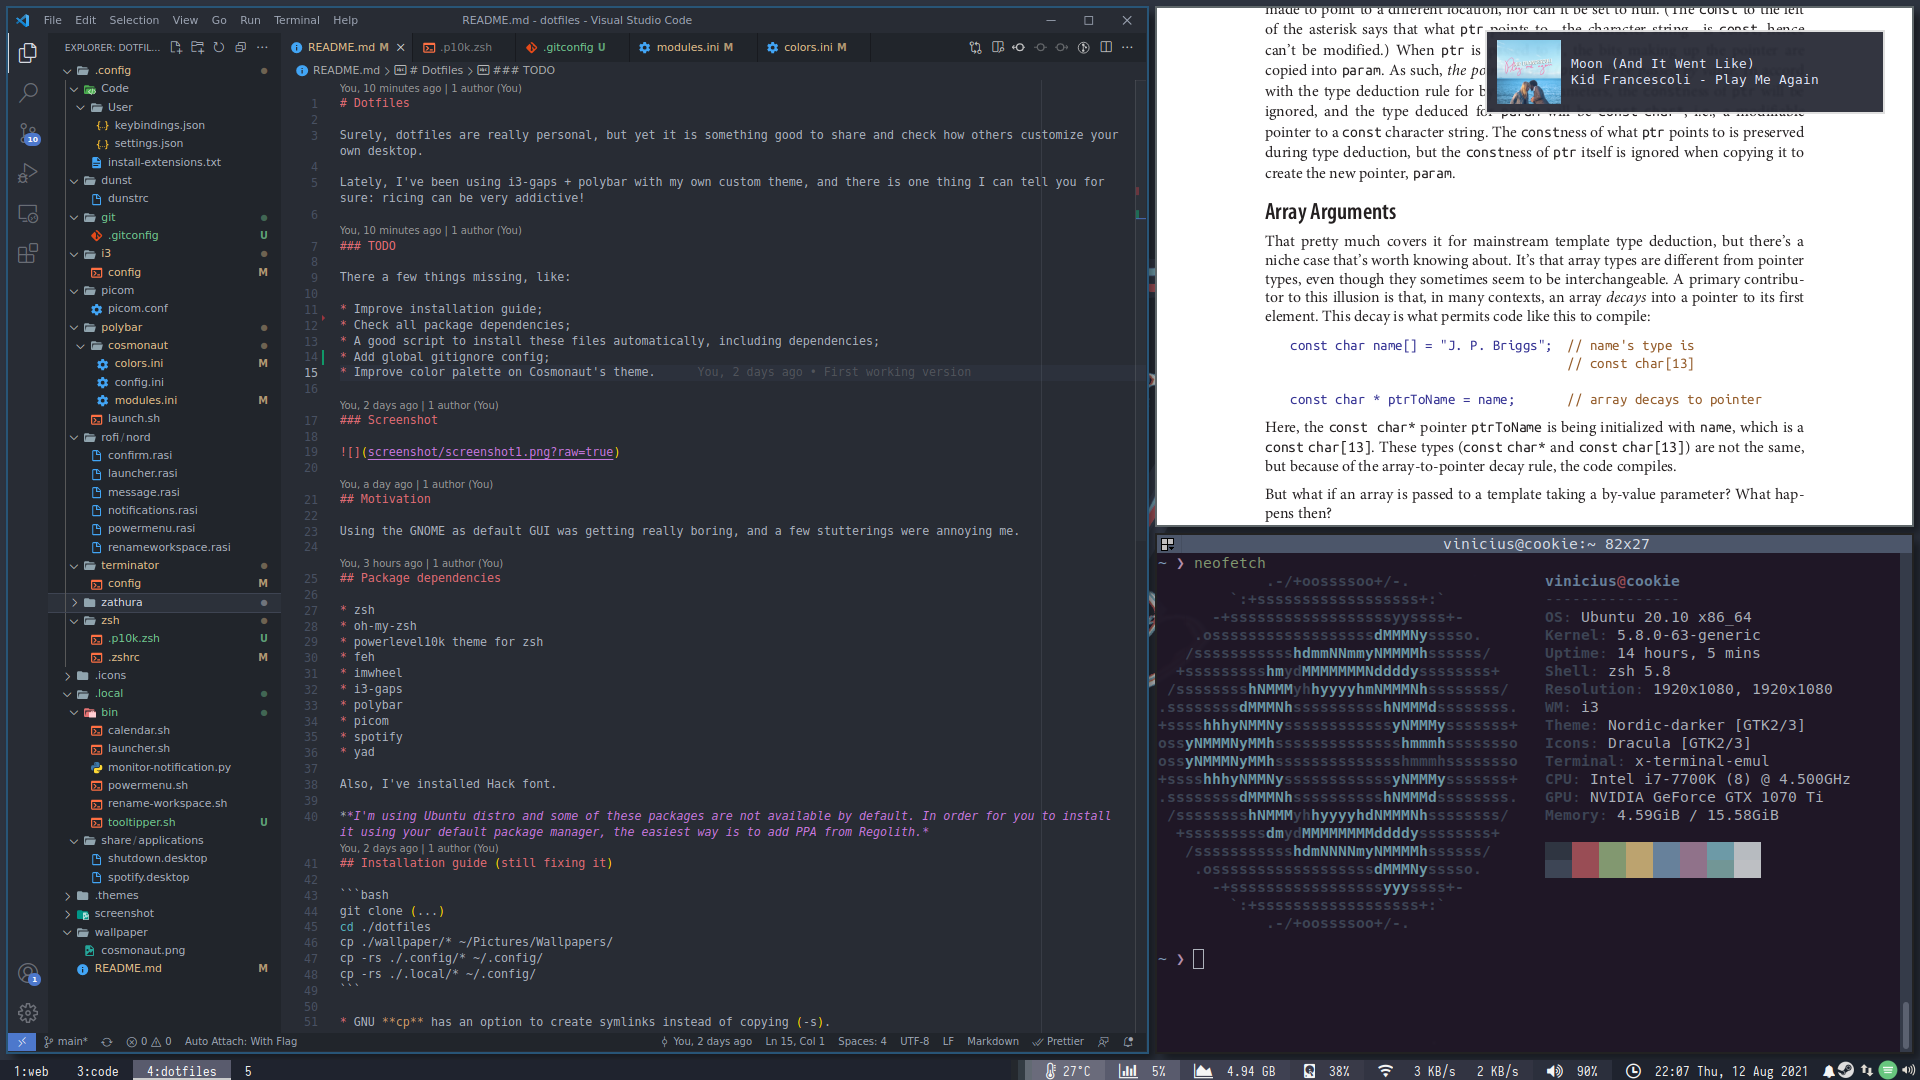 File Edit Selection View Go Run Terminal Help
README.md - dotfiles - Visual Studio Code
EXPLORER: DOTFIL...
README.md M
.p10k.zsh
.gitconfig U
modules.ini M
colors.ini M
README.md > # Dotfiles > ### TODO
.config
Code
User
keybindings.json
settings.json
install-extensions.txt
dunst
dunstrc
git
.gitconfig U
i3
config M
picom
picom.conf
polybar
cosmonaut
colors.ini M
config.ini
modules.ini M
launch.sh
rofi/nord
confirm.rasi
launcher.rasi
message.rasi
notifications.rasi
powermenu.rasi
renameworkspace.rasi
terminator
config M
zathura
zsh
.p10k.zsh U
.zshrc M
.icons
.local
bin
calendar.sh
launcher.sh
monitor-notification.py
powermenu.sh
rename-workspace.sh
tooltipper.sh U
share/applications
shutdown.desktop
spotify.desktop
.themes
screenshot
wallpaper
cosmonaut.png
README.md M
10
1
You, 10 minutes ago | 1 author (You)
1 # Dotfiles
2
3 Surely, dotfiles are really personal, but yet it is something good to share and check how others customize your
own desktop.
4
5 Lately, I've been using i3-gaps + polybar with my own custom theme, and there is one thing I can tell you for
sure: ricing can be very addictive!
6
You, 10 minutes ago | 1 author (You)
7 ### TODO
8
9 There a few things missing, like:
10
11 * Improve installation guide;
12 * Check all package dependencies;
13 * A good script to install these files automatically, including dependencies;
14 * Add global gitignore config;
15 * Improve color palette on Cosmonaut's theme. You, 2 days ago • First working version
16
You, 2 days ago | 1 author (You)
17 ### Screenshot
18
19 ![](screenshot/screenshot1.png?raw=true)
20
You, a day ago | 1 author (You)
21 ## Motivation
22
23 Using the GNOME as default GUI was getting really boring, and a few stutterings were annoying me.
24
You, 3 hours ago | 1 author (You)
25 ## Package dependencies
26
27 * zsh
28 * oh-my-zsh
29 * powerlevel10k theme for zsh
30 * feh
31 * imwheel
32 * i3-gaps
33 * polybar
34 * picom
35 * spotify
36 * yad
37
38 Also, I've installed Hack font.
39
40 **I'm using Ubuntu distro and some of these packages are not available by default. In order for you to install
it using your default package manager, the easiest way is to add PPA from Regolith.*
You, 2 days ago | 1 author (You)
41 ## Installation guide (still fixing it)
42
43 ```bash
44 git clone (...)
45 cd ./dotfiles
46 cp ./wallpaper/* ~/Pictures/Wallpapers/
47 cp -rs ./.config/* ~/.config/
48 cp -rs ./.local/* ~/.config/
49 ```
50
51 * GNU **cp** has an option to create symlinks instead of copying (-s).
main* 0 0 Auto Attach: With Flag
You, 2 days ago Ln 15, Col 1 Spaces: 4 UTF-8 LF Markdown Prettier
made to point to a different location, nor can it be set to null. (The const to the left
of the asterisk says that what ptr points to—the character string—is const, hence
can't be modified.) When ptr is
copied into param. As such, the po
with the type deduction rule for b
ignored, and the type deduced for
pointer to a const character string. The constness of what ptr points to is preserved
during type deduction, but the constness of ptr itself is ignored when copying it to
create the new pointer, param.
Moon (And It Went Like)
Kid Francescoli - Play Me Again
Array Arguments
That pretty much covers it for mainstream template type deduction, but there's a
niche case that's worth knowing about. It's that array types are different from pointer
types, even though they sometimes seem to be interchangeable. A primary contribu-
tor to this illusion is that, in many contexts, an array decays into a pointer to its first
element. This decay is what permits code like this to compile:
const char name[] = "J. P. Briggs"; // name's type is
// const char[13]
const char * ptrToName = name; // array decays to pointer
Here, the const char* pointer ptrToName is being initialized with name, which is a
const char[13]. These types (const char* and const char[13]) are not the same,
but because of the array-to-pointer decay rule, the code compiles.
But what if an array is passed to a template taking a by-value parameter? What hap-
pens then?
vinicius@cookie:~ 82x27
~ ❯ neofetch
.-/+oossssoo+/-.
`:+ssssssssssssssssss+:`
-+ssssssssssssssssssyyssss+-
.ossssssssssssssssssdMMMNysssso.
/ssssssssssshdmmNNmmyNMMMMhssssss/
+ssssssssshmydMMMMMMMNddddyssssssss+
/sssssssshNMMMyhhyyyyhmNMMMNhssssssss/
.ssssssssdMMMNhsssssssssshNMMMdssssssss.
+sssshhhyNMMNyssssssssssssyNMMMysssssss+
ossyNMMMNyMMhsssssssssssssshmmmhssssssso
ossyNMMMNyMMhsssssssssssssshmmmhssssssso
+sssshhhyNMMNyssssssssssssyNMMMysssssss+
.ssssssssdMMMNhsssssssssshNMMMdssssssss.
/sssssssshNMMMyhhyyyyhdNMMMNhssssssss/
+sssssssssdmydMMMMMMMMddddyssssssss+
/ssssssssssshdmNNNNmyNMMMMhssssss/
.ossssssssssssssssssdMMMNysssso.
-+sssssssssssssssssyyyssss+-
`:+ssssssssssssssssss+:`
.-/+oossssoo+/-.
vinicius@cookie
---------------
OS: Ubuntu 20.10 x86_64
Kernel: 5.8.0-63-generic
Uptime: 14 hours, 5 mins
Shell: zsh 5.8
Resolution: 1920x1080, 1920x1080
WM: i3
Theme: Nordic-darker [GTK2/3]
Icons: Dracula [GTK2/3]
Terminal: x-terminal-emul
CPU: Intel i7-7700K (8) @ 4.500GHz
GPU: NVIDIA GeForce GTX 1070 Ti
Memory: 4.59GiB / 15.58GiB
~ ❯
1:web 3:code 4:dotfiles 5
27°C 5% 4.94 GB 38% 3 KB/s 2 KB/s 90% 22:07 Thu, 12 Aug 2021